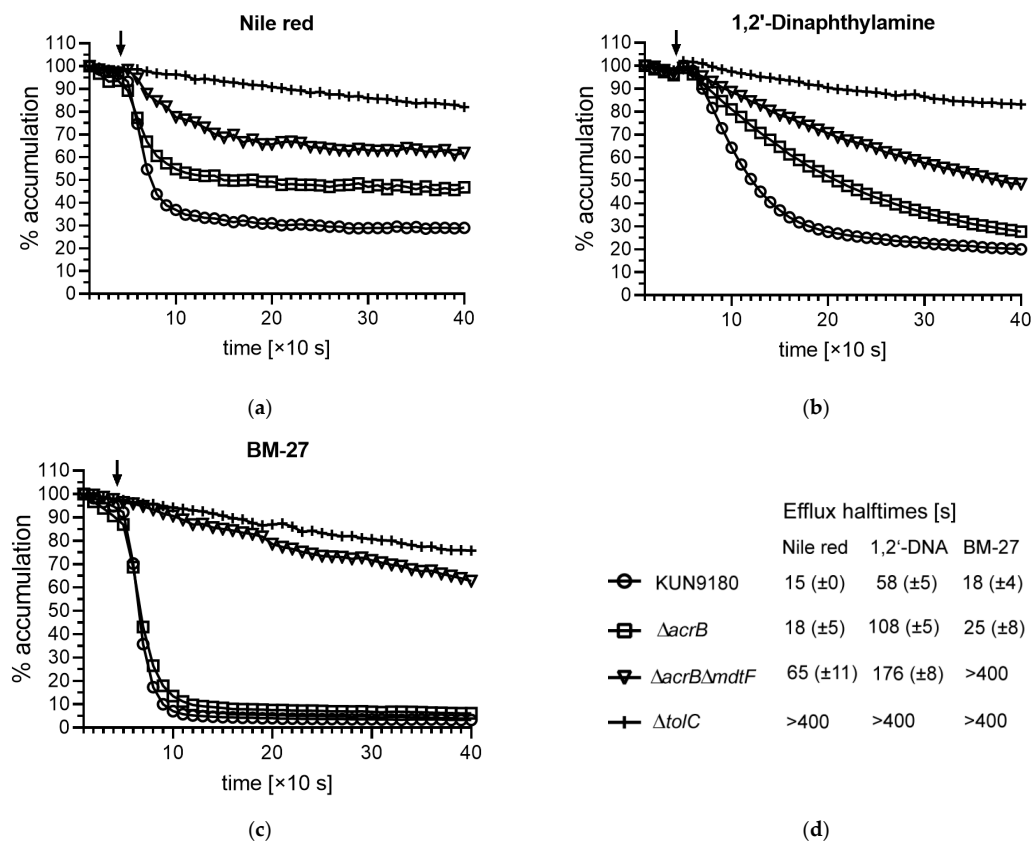 Nile red
110
100
90
80
70
60
50
40
30
20
10
0
% accumulation
10 20 30 40
time [×10 s]
(a)
1,2'-Dinaphthylamine
110
100
90
80
70
60
50
40
30
20
10
0
% accumulation
10 20 30 40
time [×10 s]
(b)
BM-27
110
100
90
80
70
60
50
40
30
20
10
0
% accumulation
10 20 30 40
time [×10 s]
(c)
Efflux halftimes [s]
Nile red 1,2‘-DNA BM-27
KUN9180 15 (±0) 58 (±5) 18 (±4)
ΔacrB 18 (±5) 108 (±5) 25 (±8)
ΔacrBΔmdtF 65 (±11) 176 (±8) >400
ΔtolC >400 >400 >400
(d)